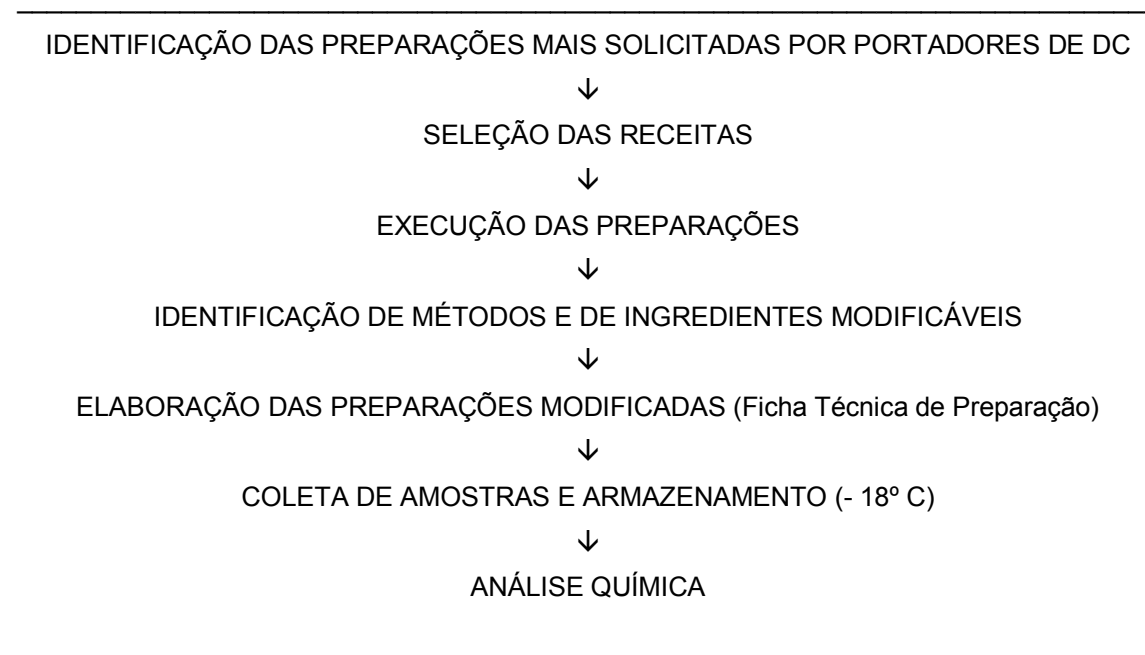 IDENTIFICAÇÃO DAS PREPARAÇÕES MAIS SOLICITADAS POR PORTADORES DE DC
↓
SELEÇÃO DAS RECEITAS
↓
EXECUÇÃO DAS PREPARAÇÕES
↓
IDENTIFICAÇÃO DE MÉTODOS E DE INGREDIENTES MODIFICÁVEIS
↓
ELABORAÇÃO DAS PREPARAÇÕES MODIFICADAS (Ficha Técnica de Preparação)
↓
COLETA DE AMOSTRAS E ARMAZENAMENTO (- 18º C)
↓
ANÁLISE QUÍMICA